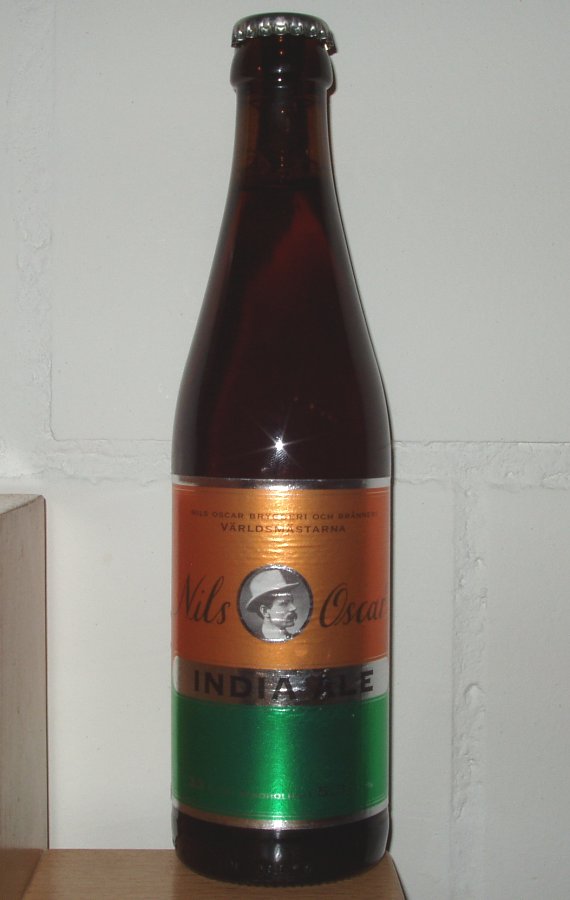 NILS OSCAR BRYGGERI OCH BRÄNNERI
VÄRLDSMÄSTARNA
Nils Oscar
INDIA ALE